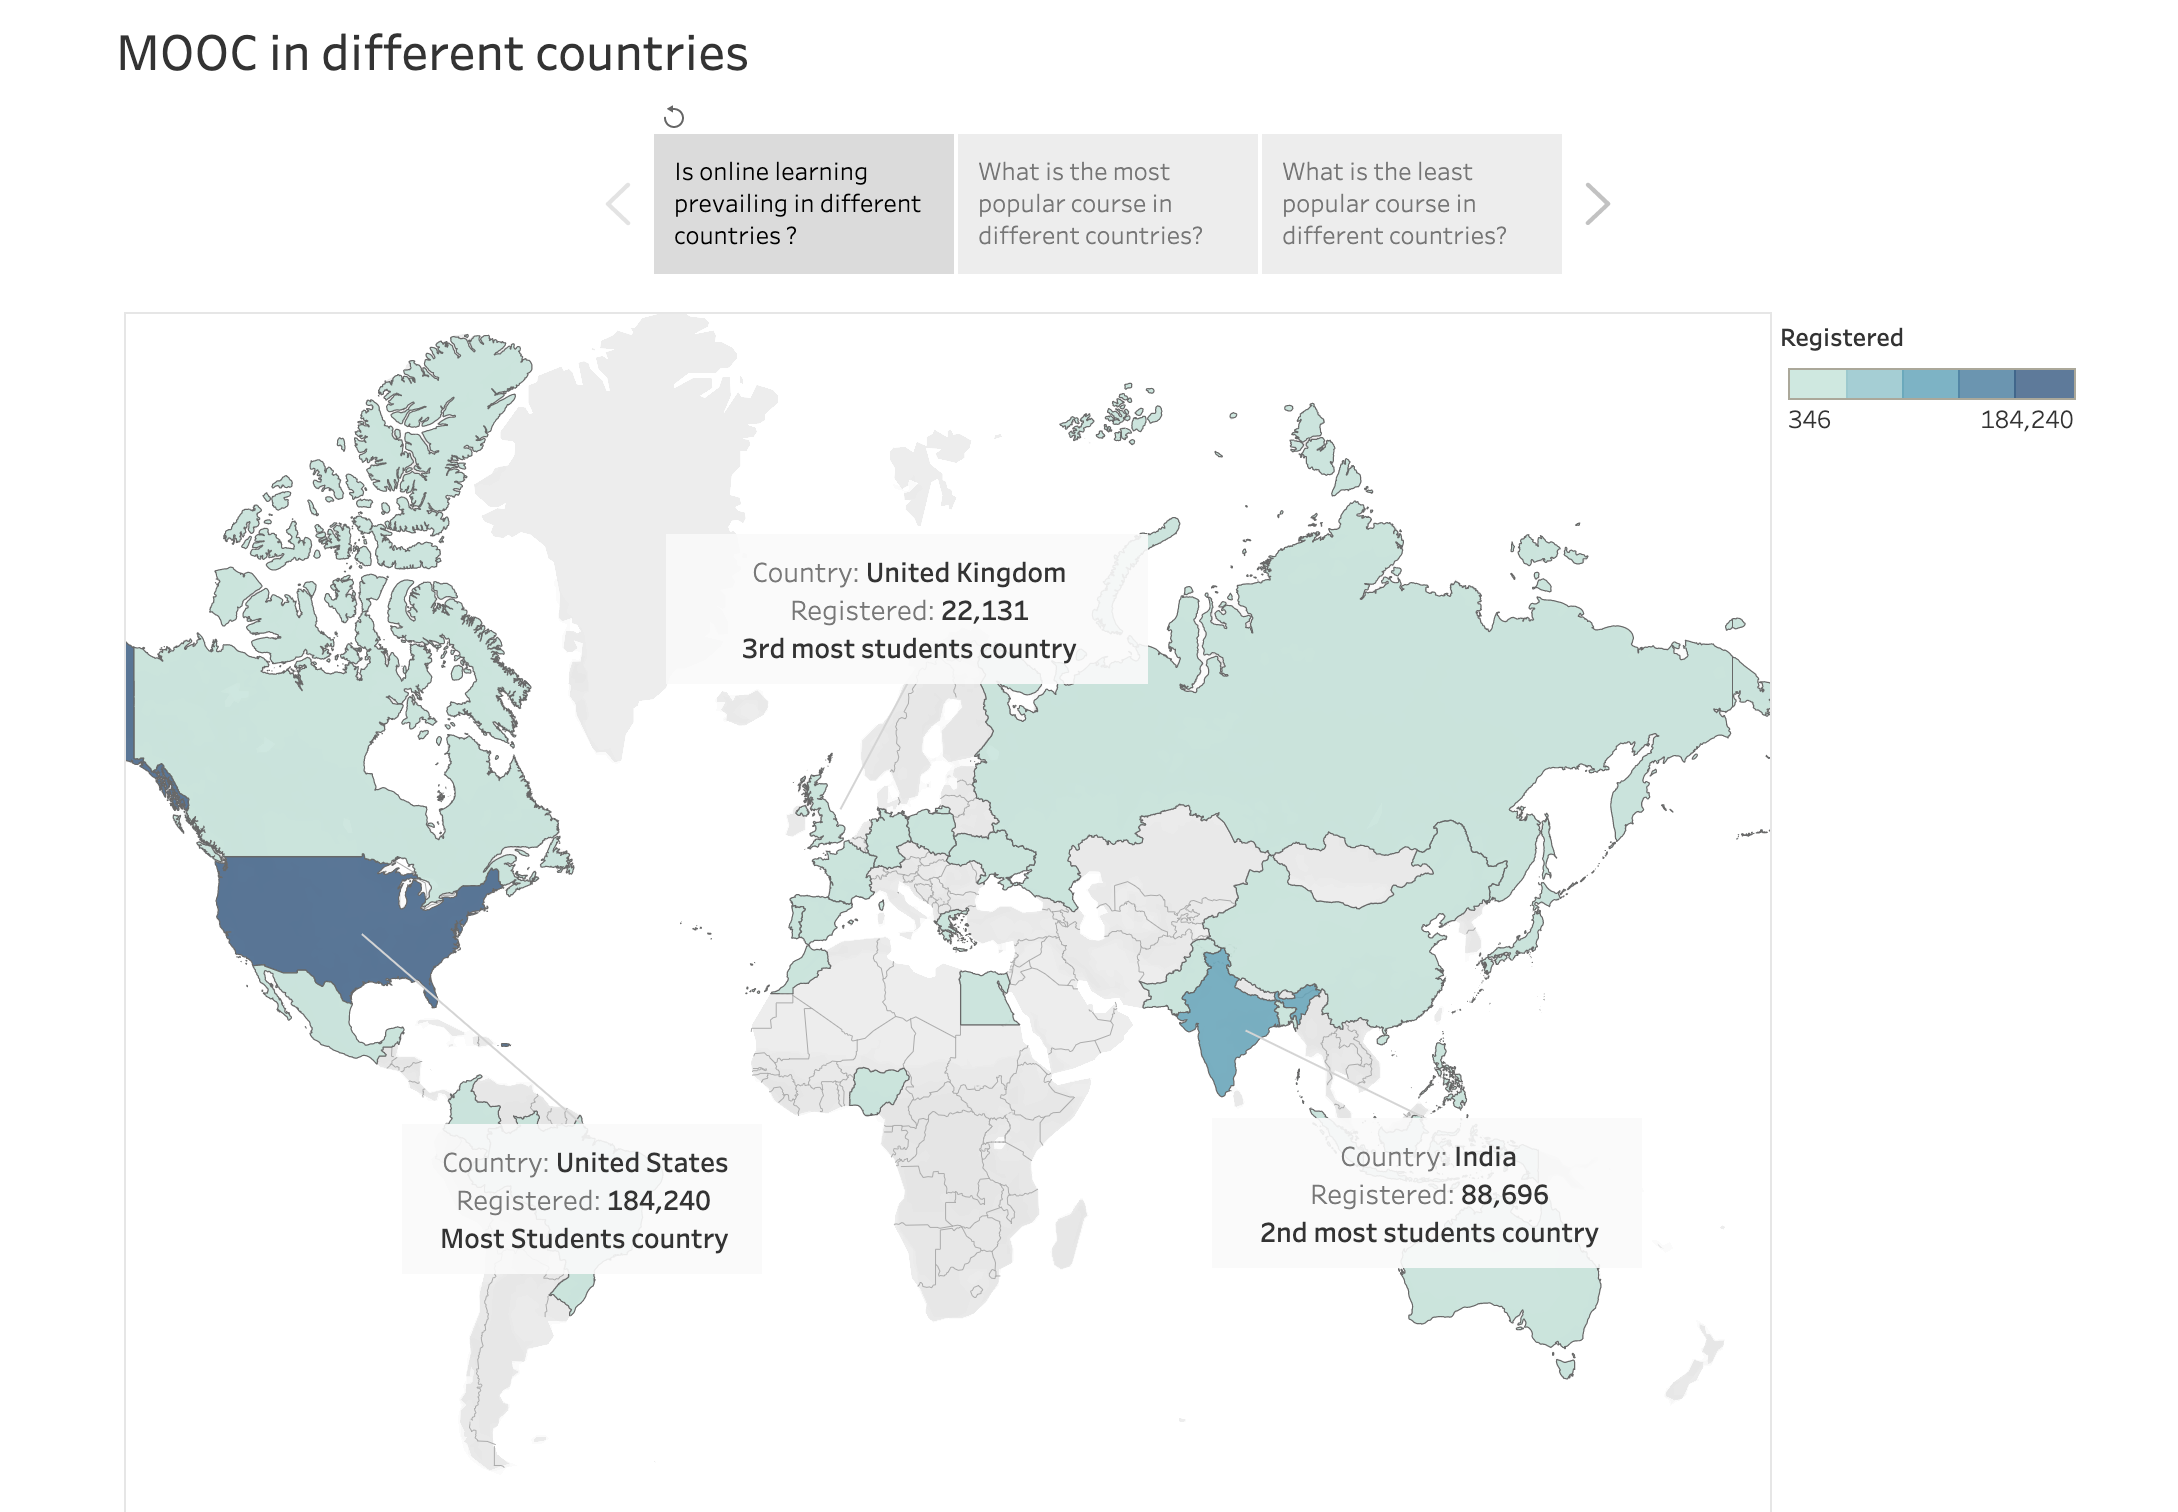 MOOC in different countries
Is online learning
prevailing in different
countries ?
What is the most
popular course in
different countries?
What is the least
popular course in
different countries?
Registered
346 184,240
Country: United Kingdom
Registered: 22,131
3rd most students country
Country: United States
Registered: 184,240
Most Students country
Country: India
Registered: 88,696
2nd most students country